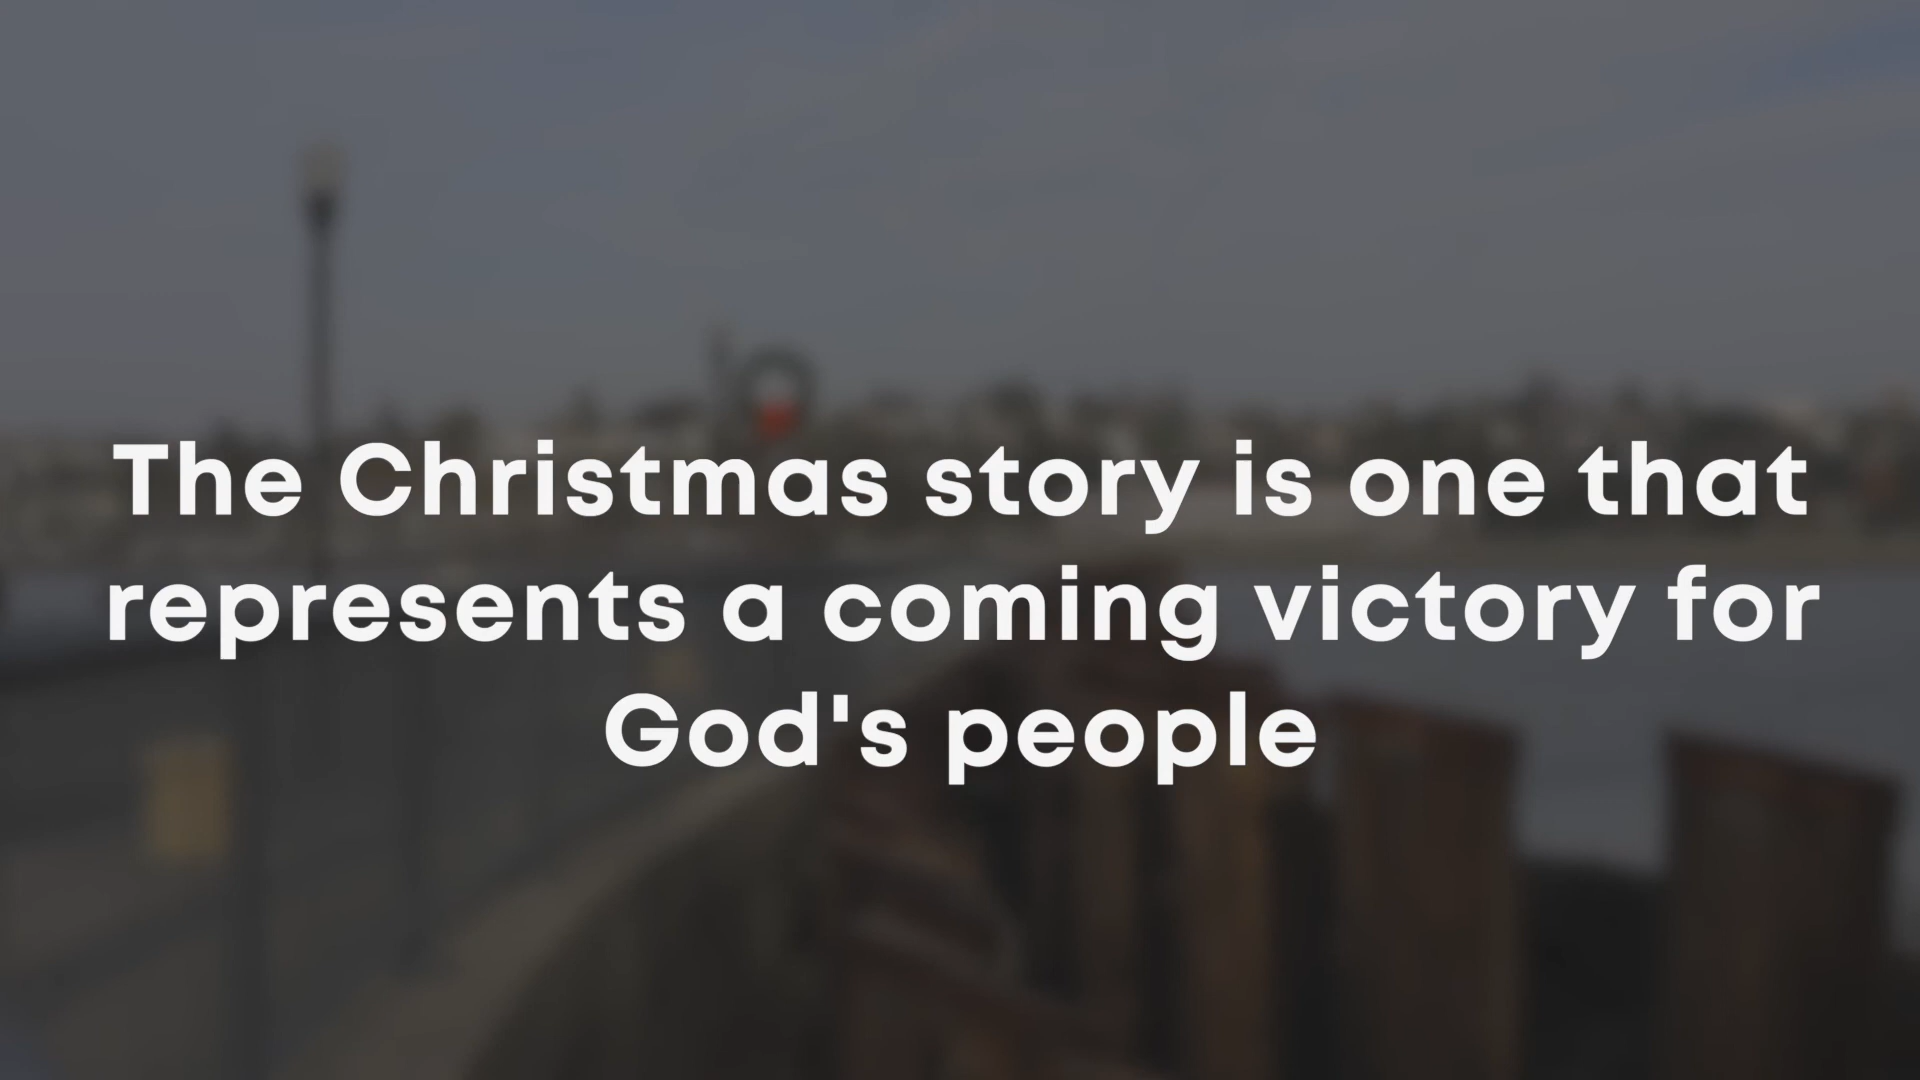 The Christmas story is one that
represents a coming victory for
God's people